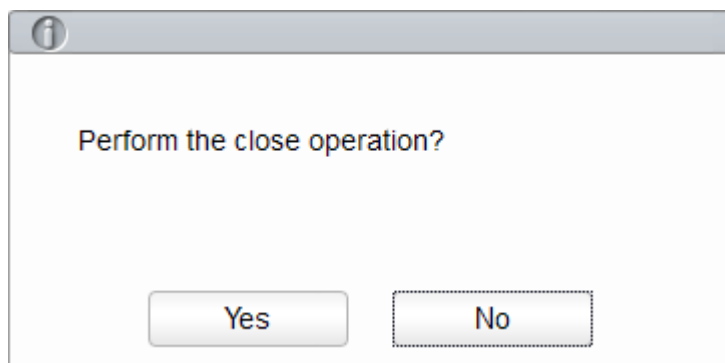 Perform the close operation?
Yes No